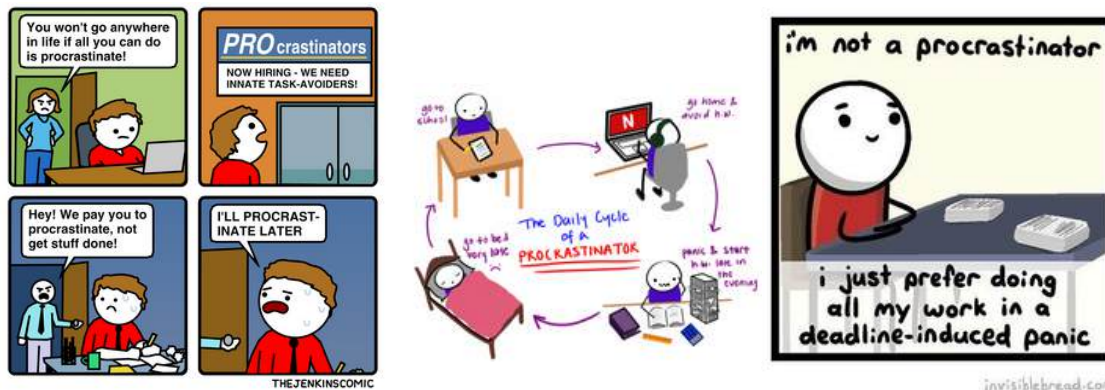 You won't go anywhere
in life if all you can do
is procrastinate!
PROcrastinators
NOW HIRING - WE NEED
INNATE TASK-AVOIDERS!
Hey! We pay you to
procrastinate, not
get stuff done!
I'LL PROCRAST-
INATE LATER
THEJENKINSCOMIC
go to
school
N
go home &
avoid h.w.
The Daily Cycle
of a
PROCRASTINATOR
panic & start
h.w. late in
the
evening
go to bed
very late
i'm not a procrastinator
i just prefer doing
all my work in a
deadline-induced panic
invisiblebread.com